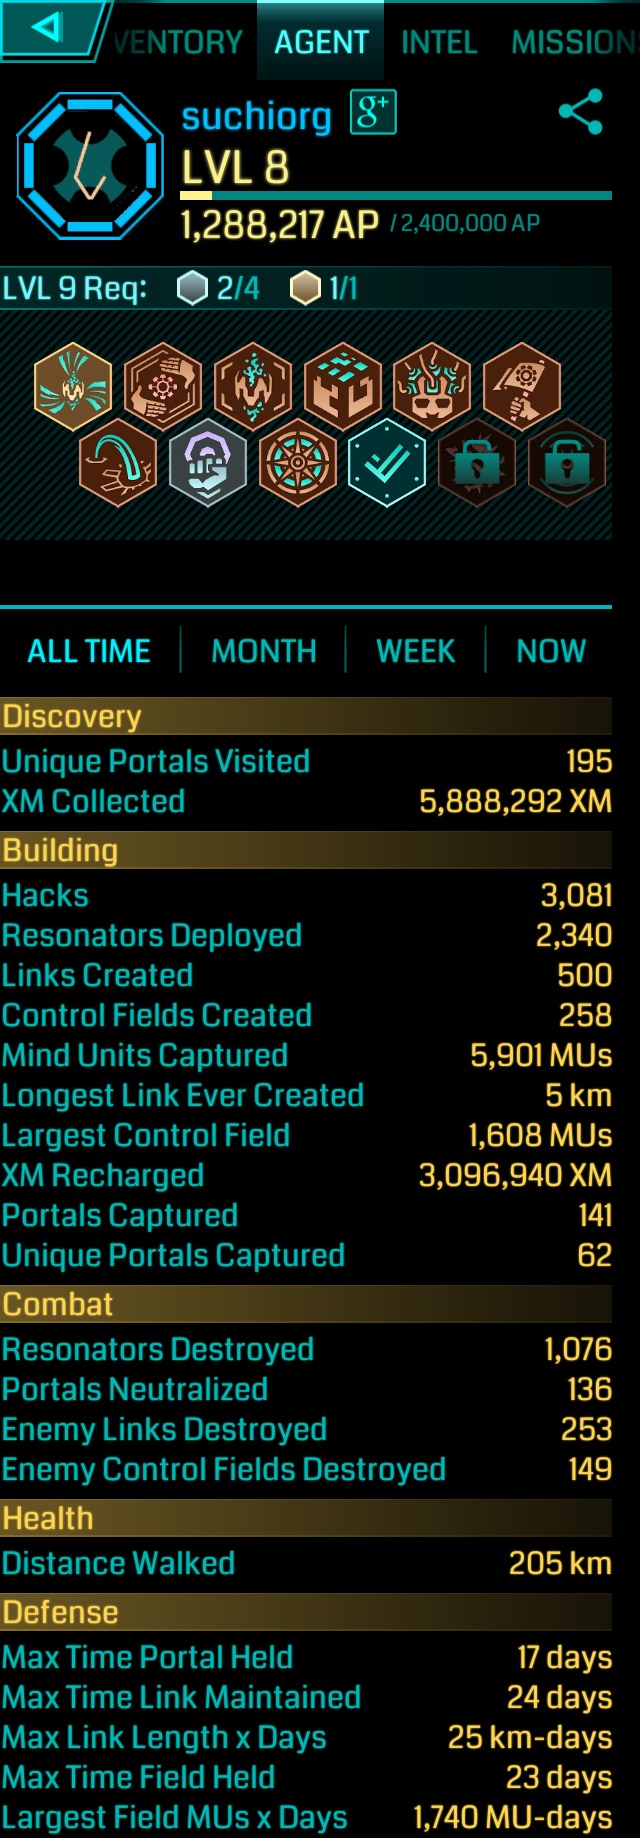 VENTORY AGENT INTEL MISSION
suchiorg g+
LVL 8
1,288,217 AP / 2,400,000 AP
LVL 9 Req: 2/4 1/1
ALL TIME MONTH WEEK NOW
Discovery
Unique Portals Visited 195
XM Collected 5,888,292 XM
Building
Hacks 3,081
Resonators Deployed 2,340
Links Created 500
Control Fields Created 258
Mind Units Captured 5,901 MUs
Longest Link Ever Created 5 km
Largest Control Field 1,608 MUs
XM Recharged 3,096,940 XM
Portals Captured 141
Unique Portals Captured 62
Combat
Resonators Destroyed 1,076
Portals Neutralized 136
Enemy Links Destroyed 253
Enemy Control Fields Destroyed 149
Health
Distance Walked 205 km
Defense
Max Time Portal Held 17 days
Max Time Link Maintained 24 days
Max Link Length x Days 25 km-days
Max Time Field Held 23 days
Largest Field MUs x Days 1,740 MU-days